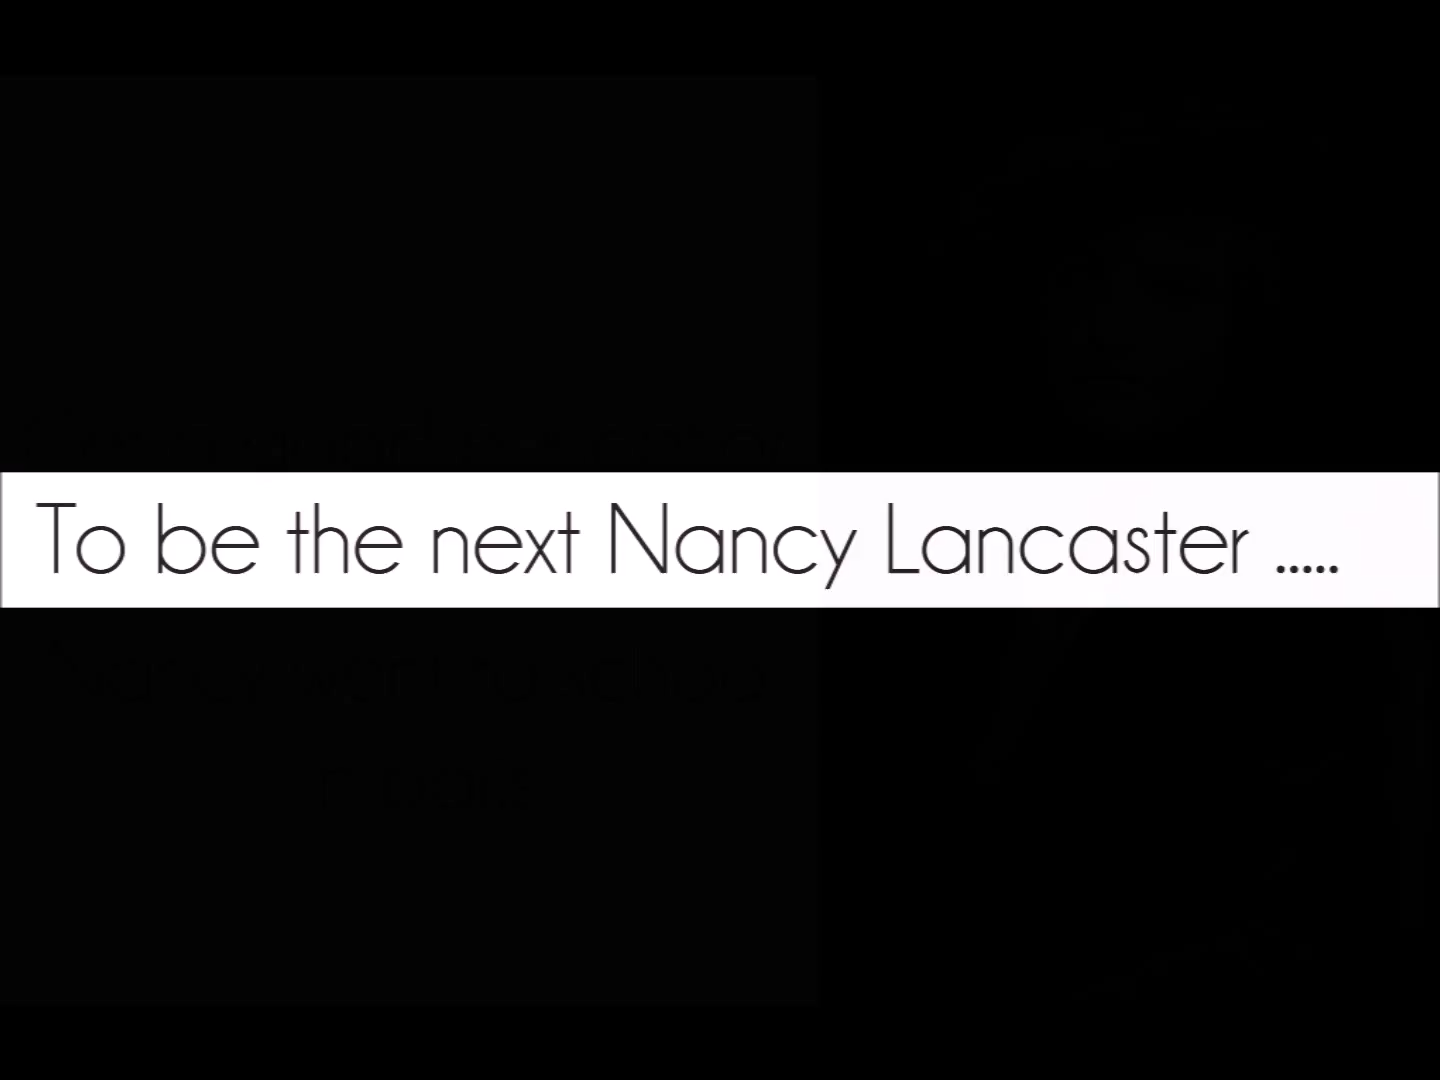 To be the next Nancy Lancaster .....